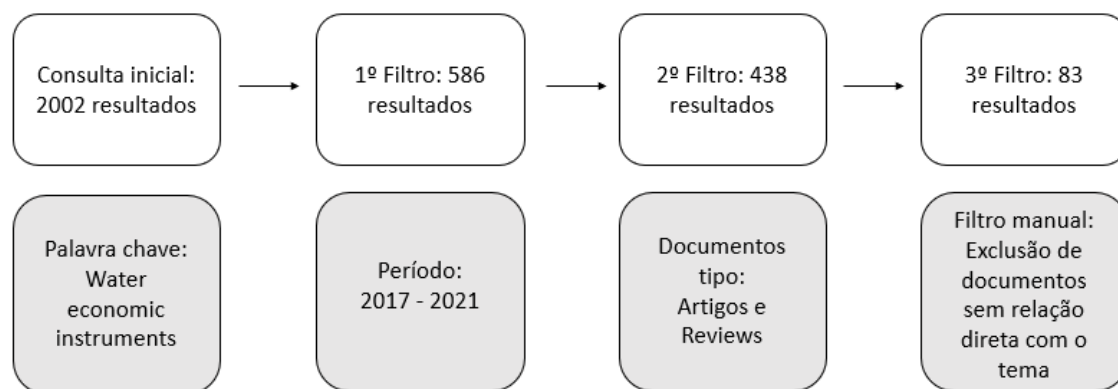 Consulta inicial:
2002 resultados
1º Filtro: 586
resultados
2º Filtro: 438
resultados
3º Filtro: 83
resultados
Palavra chave:
Water
economic
instruments
Período:
2017 - 2021
Documentos
tipo:
Artigos e
Reviews
Filtro manual:
Exclusão de
documentos
sem relação
direta com o
tema